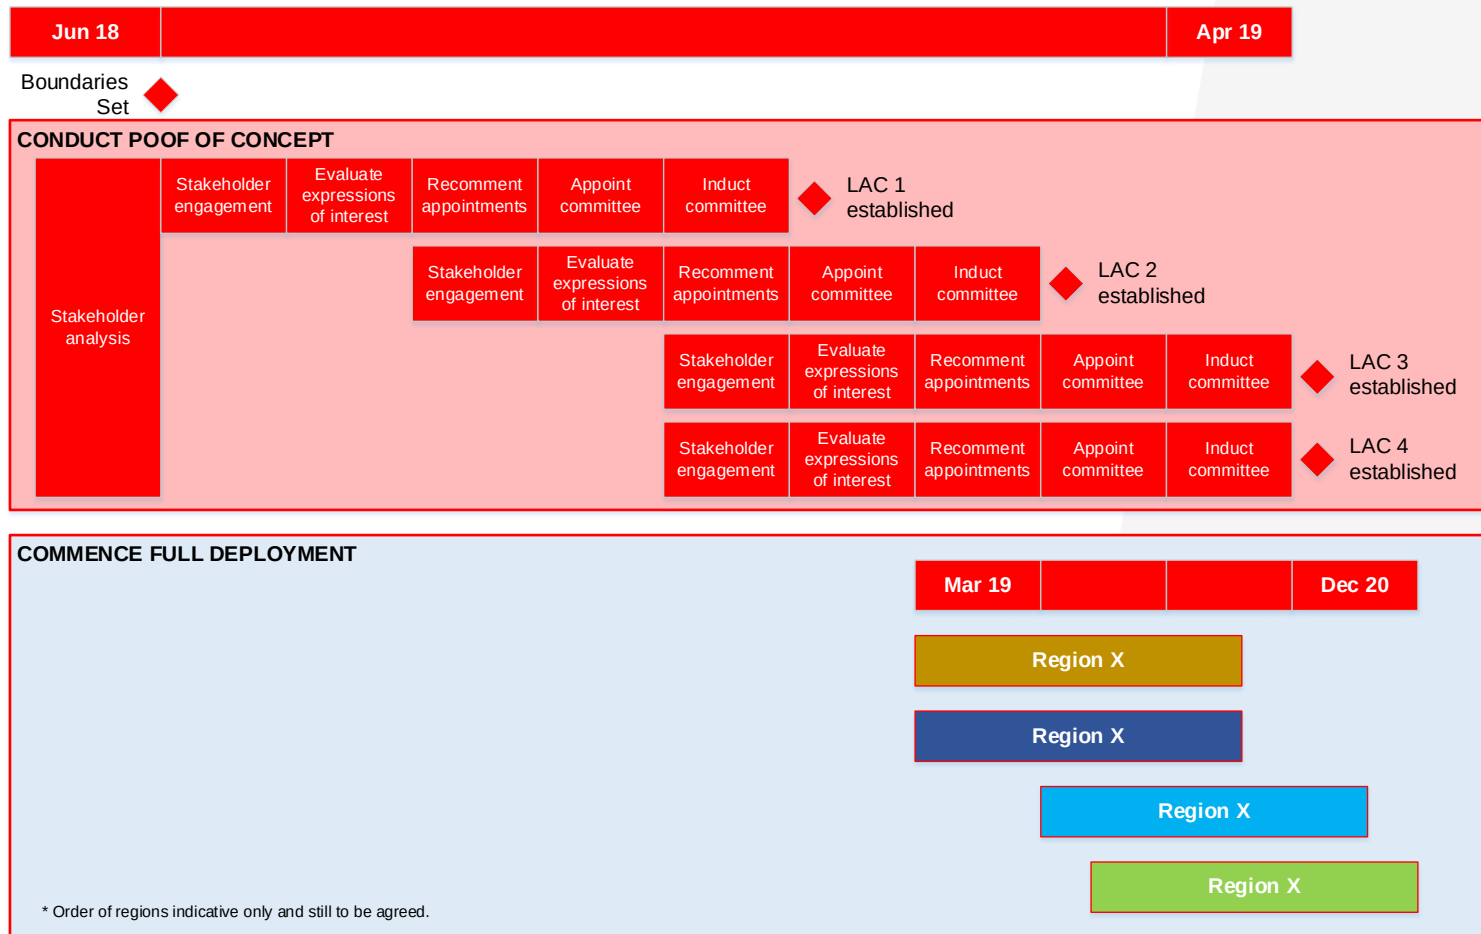 Jun 18
Apr 19
Boundaries
Set
CONDUCT POOF OF CONCEPT
Stakeholder
analysis
Stakeholder
engagement
Evaluate
expressions
of interest
Recomment
appointments
Appoint
committee
Induct
committee
LAC 1
established
Stakeholder
engagement
Evaluate
expressions
of interest
Recomment
appointments
Appoint
committee
Induct
committee
LAC 2
established
Stakeholder
engagement
Evaluate
expressions
of interest
Recomment
appointments
Appoint
committee
Induct
committee
LAC 3
established
Stakeholder
engagement
Evaluate
expressions
of interest
Recomment
appointments
Appoint
committee
Induct
committee
LAC 4
established
COMMENCE FULL DEPLOYMENT
Mar 19
Dec 20
Region X
Region X
Region X
Region X
* Order of regions indicative only and still to be agreed.